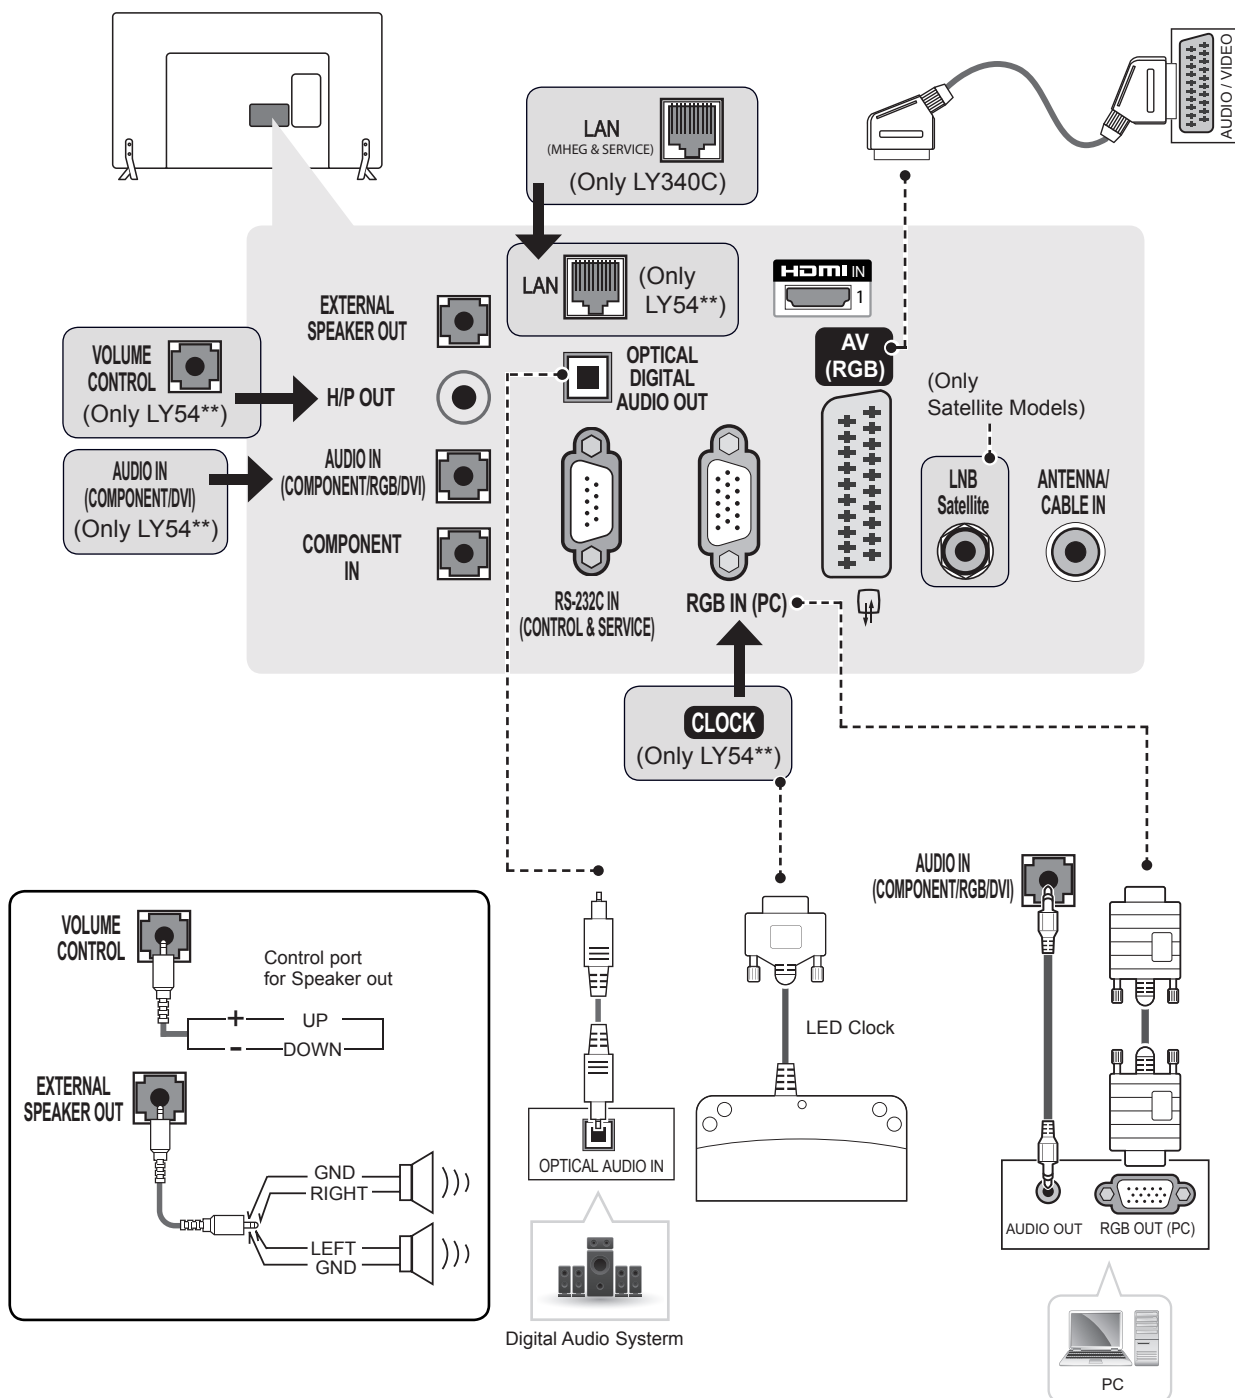 AUDIO / VIDEO
LAN
(MHEG & SERVICE)
(Only LY340C)
LAN
(Only
LY54**)
HDMI IN
1
EXTERNAL
SPEAKER OUT
VOLUME
CONTROL
(Only LY54**)
H/P OUT
OPTICAL
DIGITAL
AUDIO OUT
AV
(RGB)
(Only
Satellite Models)
AUDIO IN
(COMPONENT/DVI)
(Only LY54**)
AUDIO IN
(COMPONENT/RGB/DVI)
COMPONENT
IN
LNB
Satellite
ANTENNA/
CABLE IN
RS-232C IN
(CONTROL & SERVICE)
RGB IN (PC)
CLOCK
(Only LY54**)
VOLUME
CONTROL
Control port
for Speaker out
+ UP
- DOWN
EXTERNAL
SPEAKER OUT
GND
RIGHT
LEFT
GND
OPTICAL AUDIO IN
Digital Audio Systerm
LED Clock
AUDIO IN
(COMPONENT/RGB/DVI)
AUDIO OUT
RGB OUT (PC)
PC